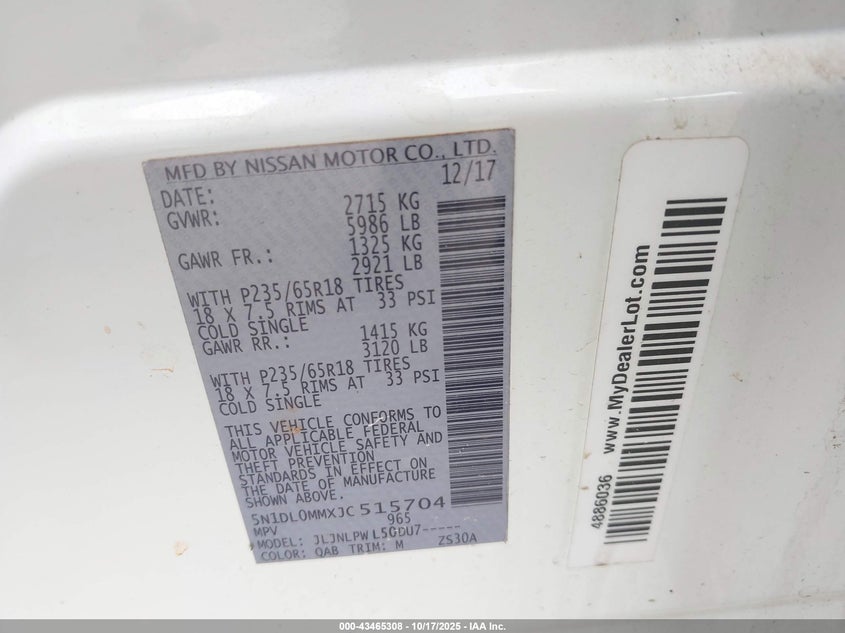 MFD BY NISSAN MOTOR CO., LTD.
DATE: 12/17
GVWR: 2715 KG
5986 LB
GAWR FR.: 1325 KG
2921 LB
WITH P235/65R18 TIRES
18 X 7.5 RIMS AT 33 PSI
COLD SINGLE
GAWR RR.: 1415 KG
3120 LB
WITH P235/65R18 TIRES
18 X 7.5 RIMS AT 33 PSI
COLD SINGLE
THIS VEHICLE CONFORMS TO
ALL APPLICABLE FEDERAL
MOTOR VEHICLE SAFETY AND
THEFT PREVENTION
STANDARDS IN EFFECT ON
THE DATE OF MANUFACTURE
SHOWN ABOVE.
5N1DL0MMXJC515704
MPV 965
MODEL: JLJNLPW L50DU7-----
COLOR: QAB TRIM: M ZS30A
www.MyDealerLot.com
4886036
000-43465308 - 10/17/2025 - IAA Inc.